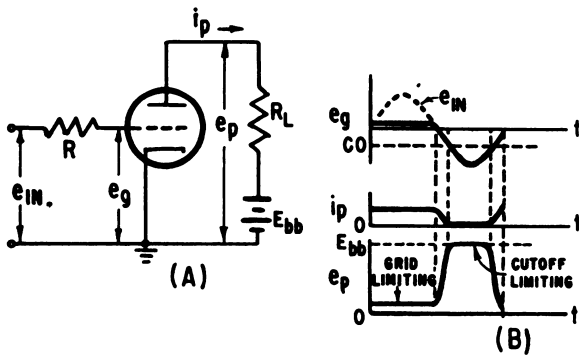 ip
R
eIN.
eg
ep
RL
Ebb
(A)
eg
eIN
t
CO
ip
0
t
Ebb
ep
GRID
LIMITING
CUTOFF
LIMITING
0
t
(B)